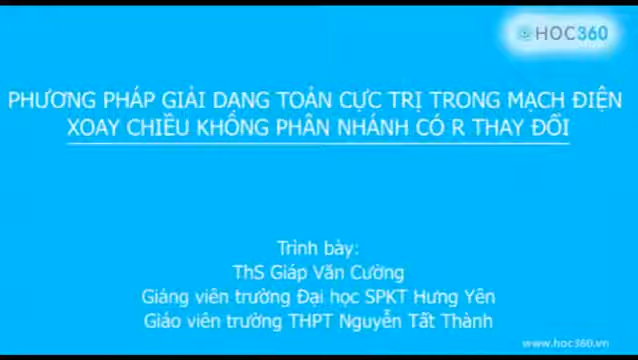 HOC360
PHƯƠNG PHÁP GIẢI DẠNG TOÁN CỰC TRỊ TRONG MẠCH ĐIỆN
XOAY CHIỀU KHÔNG PHÂN NHÁNH CÓ R THAY ĐỔI
Trình bày:
ThS Giáp Văn Cường
Giảng viên trường Đại học SPKT Hưng Yên
Giáo viên trường THPT Nguyễn Tất Thành
www.hoc360.vn